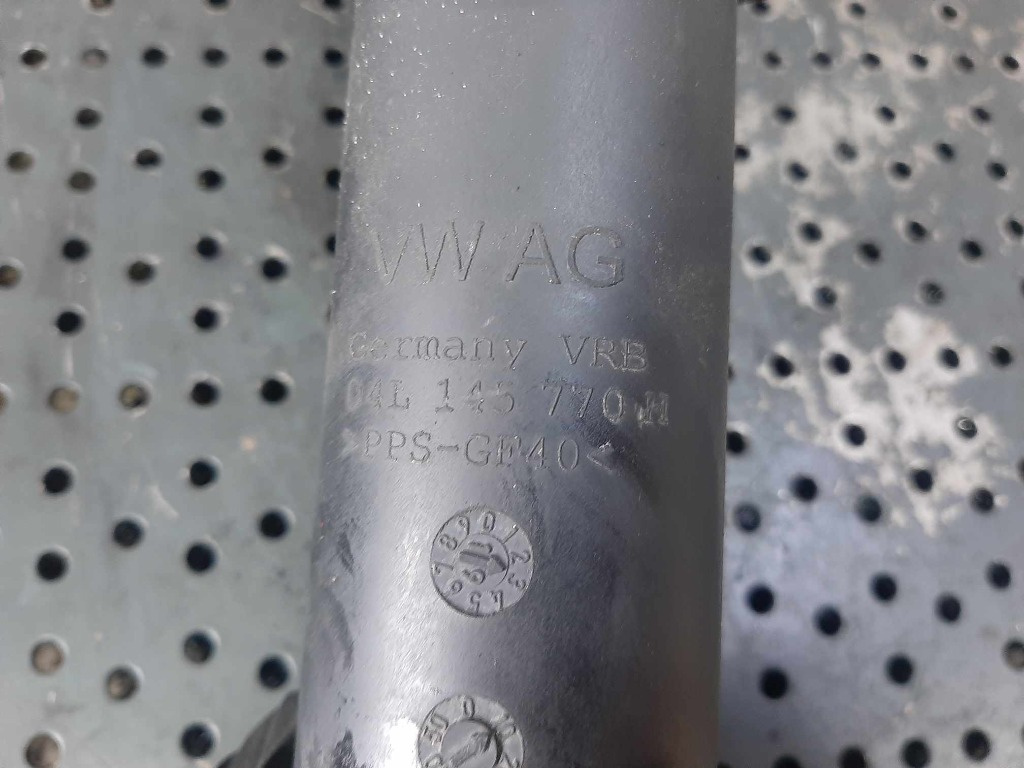 VW AG
Germany VRB
04L 145 770 H
>PPS-GF40<